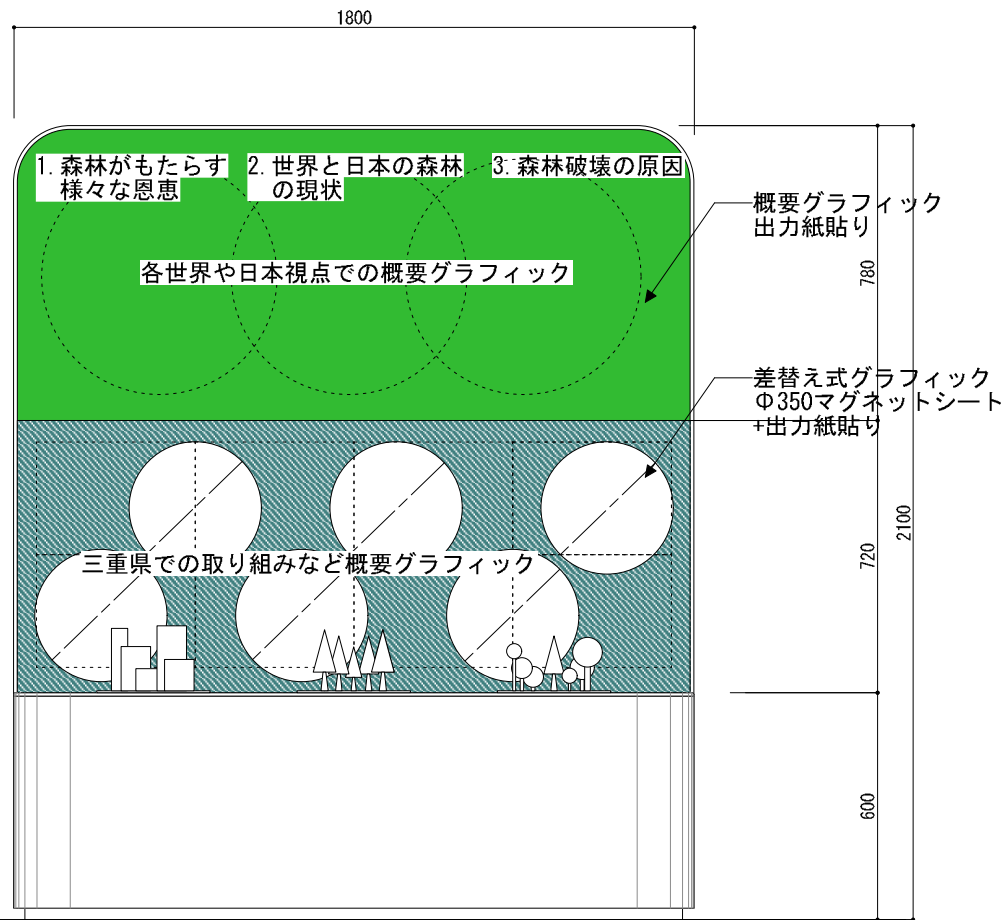 1800
1. 森林がもたらす
様々な恩恵
2. 世界と日本の森林
の現状
3. 森林破壊の原因
各世界や日本視点での概要グラフィック
概要グラフィック
出力紙貼り
780
差替え式グラフィック
Φ350マグネットシート
+出力紙貼り
三重県での取り組みなど概要グラフィック
720
2100
600